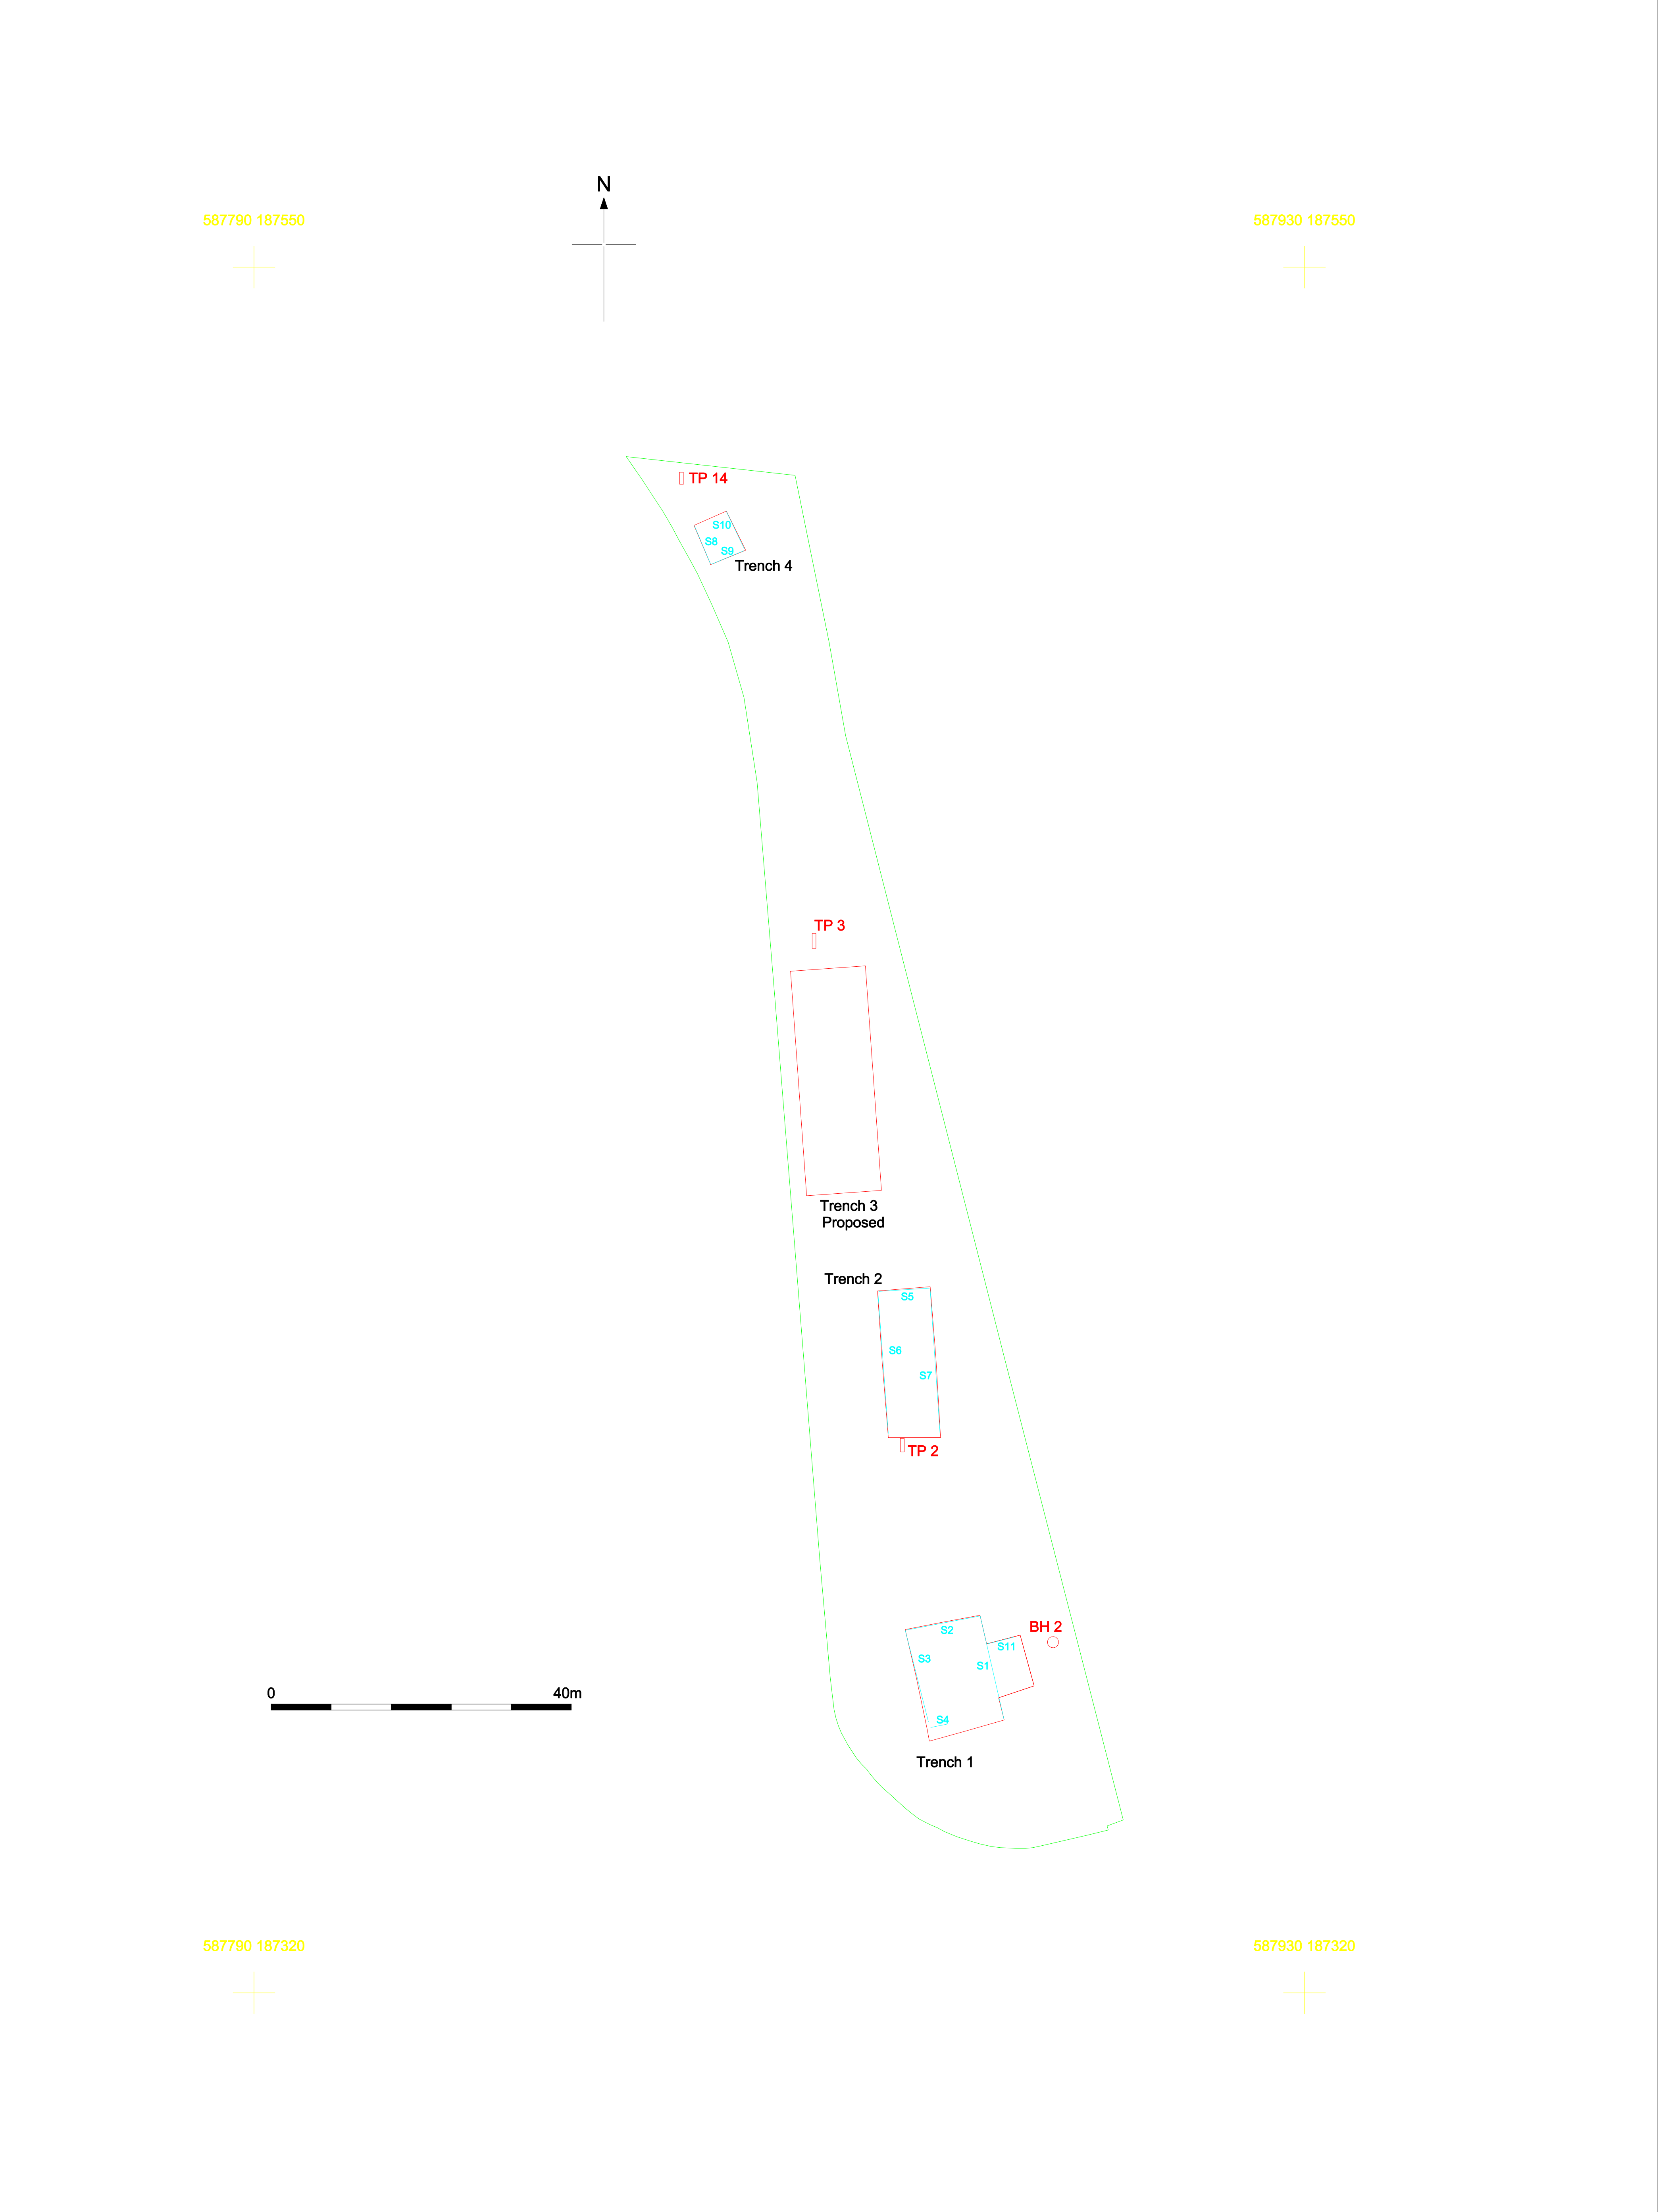 N
587790 187550
587930 187550
TP 14
S10
S8
S9
Trench 4
TP 3
Trench 3
Proposed
Trench 2
S5
S6
S7
TP 2
BH 2
S2
S11
S3
S1
0
40m
S4
Trench 1
587790 187320
587930 187320